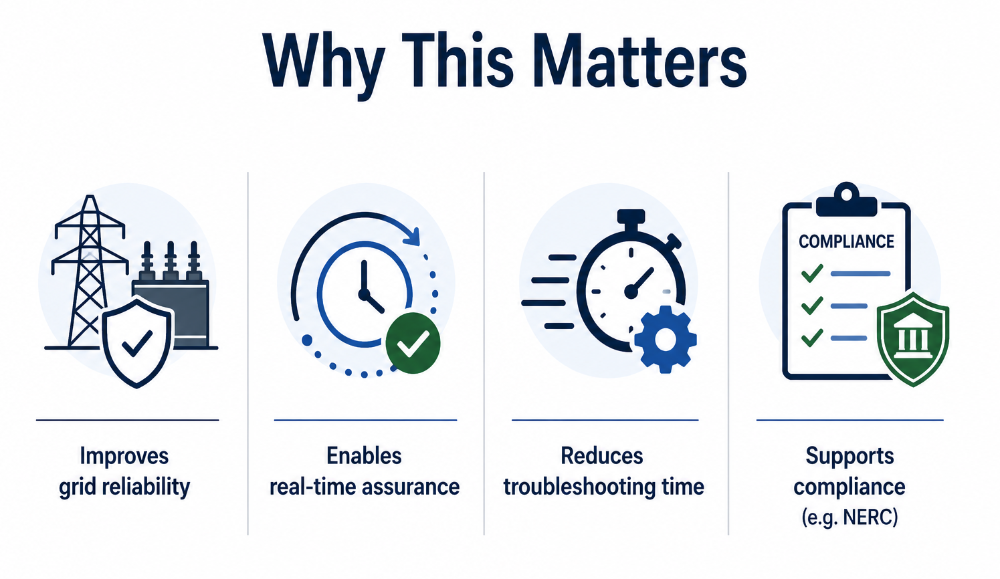 Why This Matters
COMPLIANCE
Improves
grid reliability
Enables
real-time assurance
Reduces
troubleshooting time
Supports
compliance
(e.g. NERC)